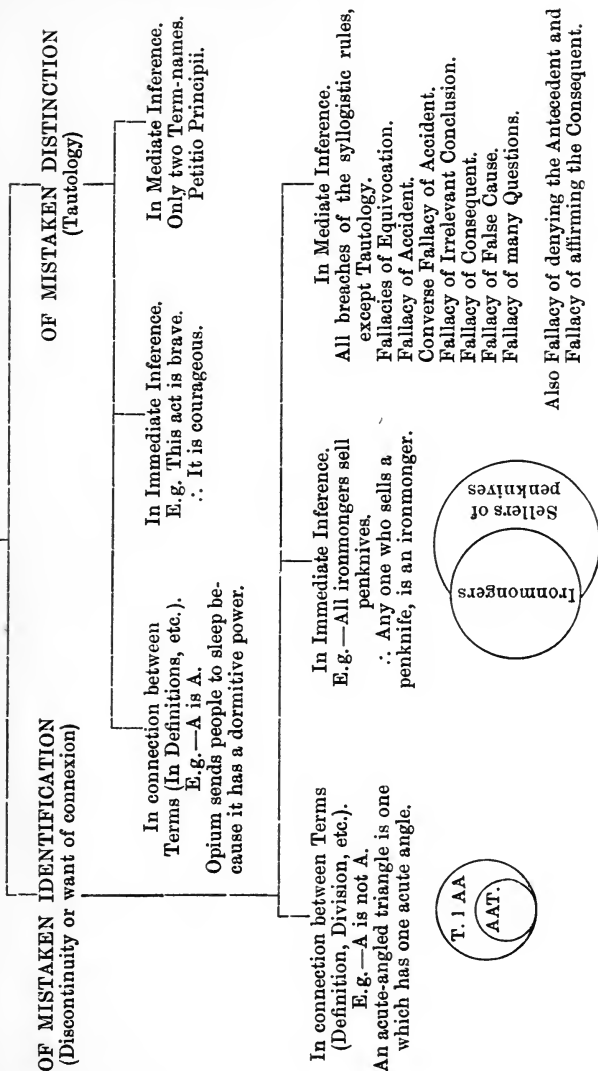 OF MISTAKEN IDENTIFICATION
(Discontinuity or want of connexion)
OF MISTAKEN DISTINCTION
(Tautology)
In connection between
Terms (In Definitions, etc.).
E.g.—A is A.
Opium sends people to sleep be-
cause it has a dormitive power.
In Immediate Inference.
E.g. This act is brave.
∴ It is courageous.
In Mediate Inference.
Only two Term-names.
Petitio Principii.
In connection between Terms
(Definition, Division, etc.).
E.g.—A is not A.
An acute-angled triangle is one
which has one acute angle.
T. 1 AA
AAT.
In Immediate Inference.
E.g.—All ironmongers sell
penknives.
∴ Any one who sells a
penknife, is an ironmonger.
Ironmongers
Sellers of
penknives
In Mediate Inference.
All breaches of the syllogistic rules,
except Tautology.
Fallacies of Equivocation.
Fallacy of Accident.
Converse Fallacy of Accident.
Fallacy of Irrelevant Conclusion.
Fallacy of Consequent.
Fallacy of False Cause.
Fallacy of many Questions.
Also Fallacy of denying the Antecedent and
Fallacy of affirming the Consequent.